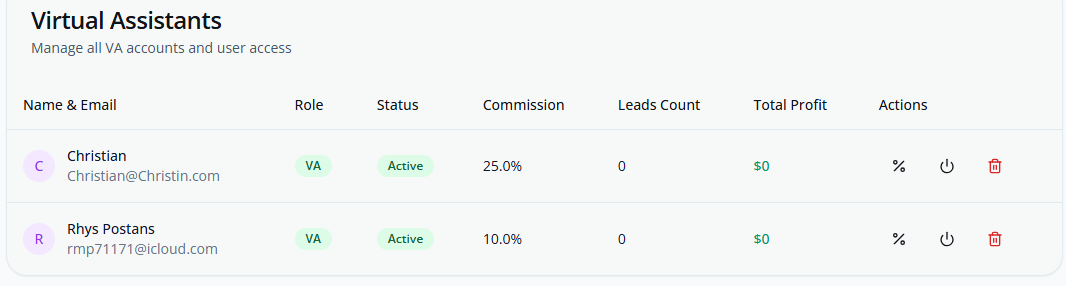 Virtual Assistants
Manage all VA accounts and user access
Name & Email Role Status Commission Leads Count Total Profit Actions
C Christian VA Active 25.0% 0 $0
Christian@Christin.com
R Rhys Postans VA Active 10.0% 0 $0
rmp71171@icloud.com